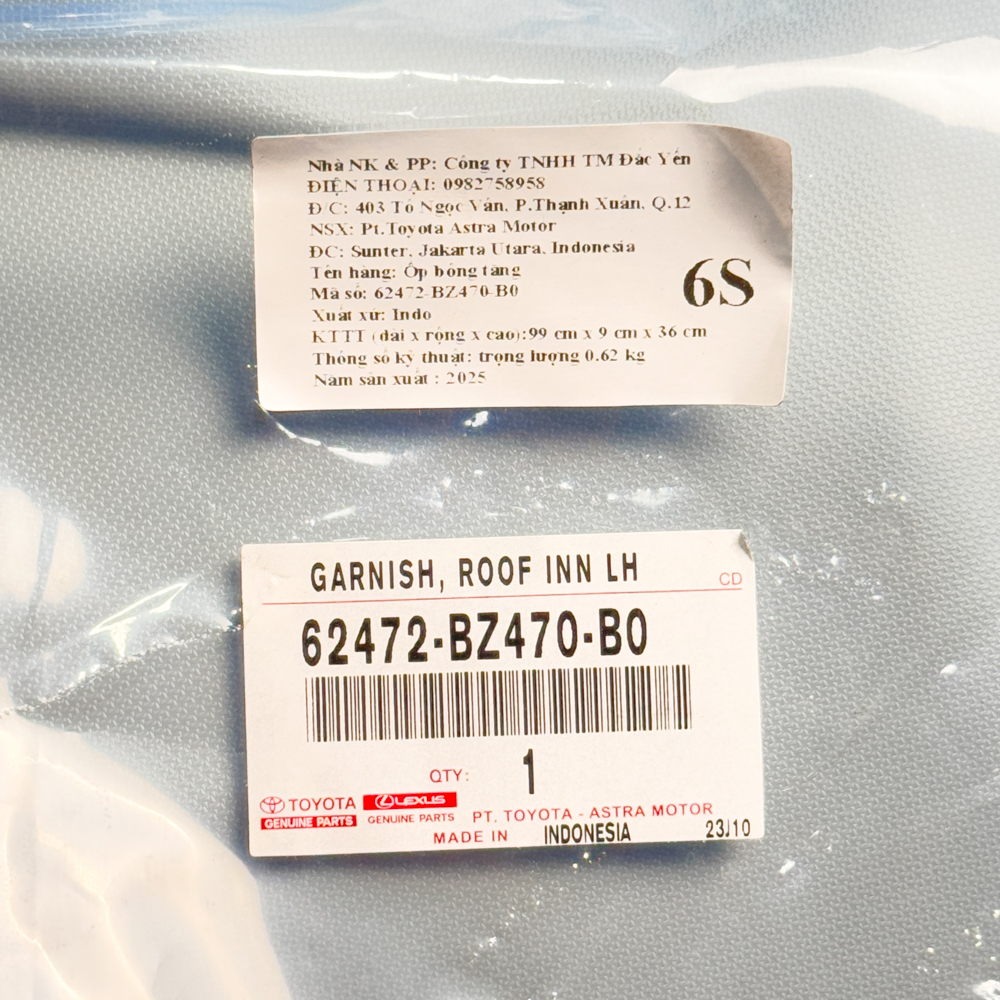 Nhà NK & PP: Công ty TNHH TM Đắc Yến
ĐIỆN THOẠI: 0982758958
Đ/C: 403 Tô Ngọc Vân, P.Thạnh Xuân, Q.12
NSX: Pt.Toyota Astra Motor
ĐC: Sunter, Jakarta Utara, Indonesia
Tên hàng: Ốp bông tăng
Mã số: 62472-BZ470-B0
Xuất xứ: Indo
KTTT (dài x rộng x cao):99 cm x 9 cm x 36 cm
Thông số kỹ thuật: trọng lượng 0.62 kg
Năm sản xuất : 2025
6S
GARNISH, ROOF INN LH
CD
62472-BZ470-B0
QTY: 1
TOYOTA
GENUINE PARTS
LEXUS
GENUINE PARTS
PT. TOYOTA - ASTRA MOTOR
MADE IN INDONESIA
23J10